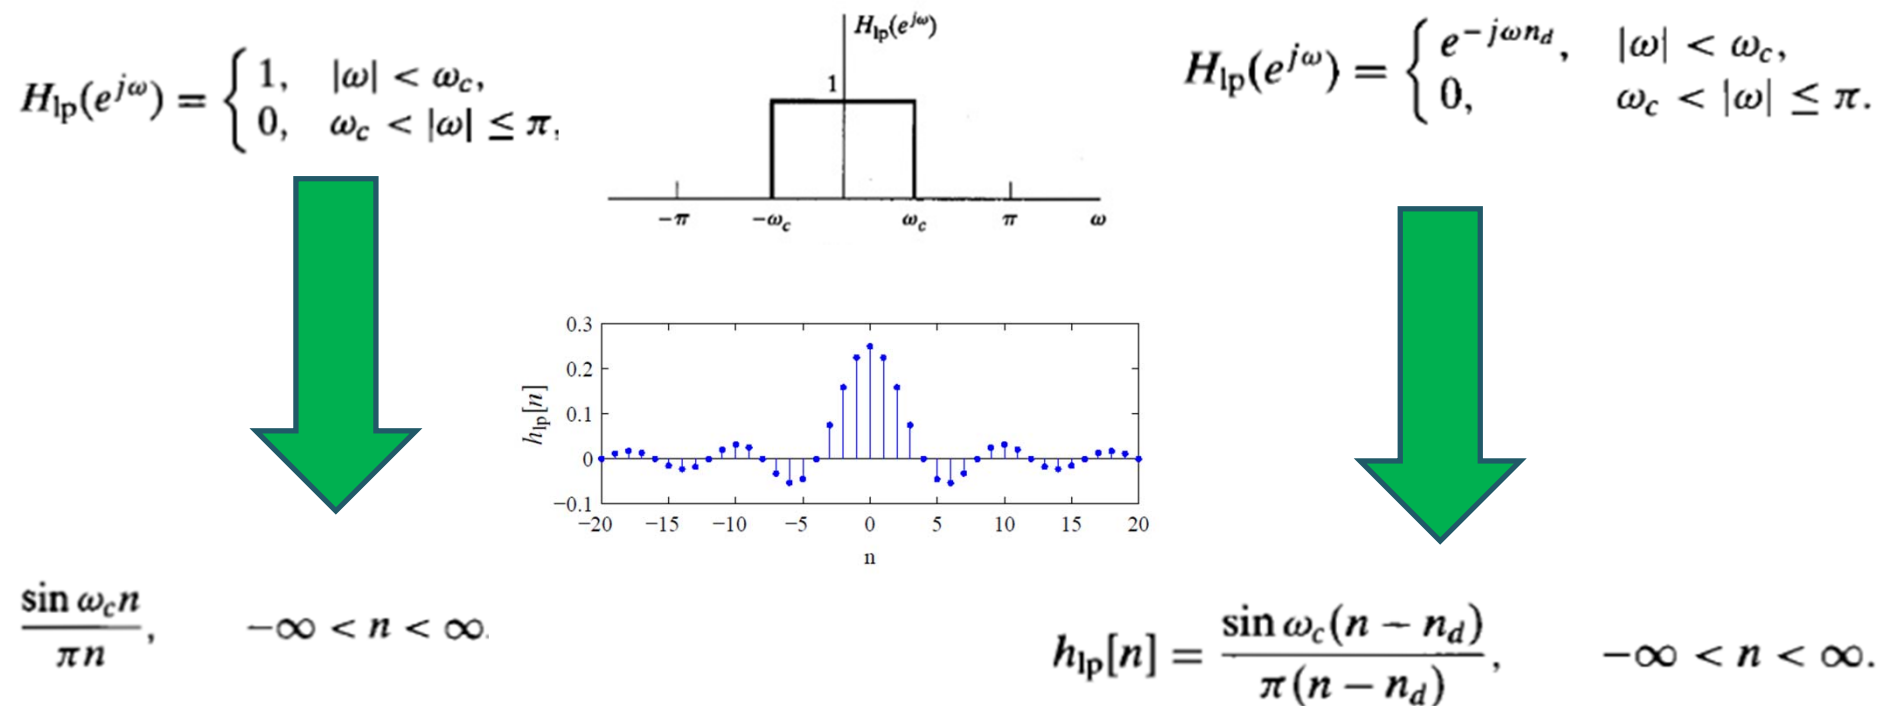 H_lp(e^{jω}) = { 1, |ω| < ω_c,
0, ω_c < |ω| ≤ π,
H_lp(e^{jω})
1
−π −ω_c ω_c π ω
H_lp(e^{jω}) = { e^{−jωn_d}, |ω| < ω_c,
0, ω_c < |ω| ≤ π.
h_lp[n]
0.3
0.2
0.1
0
−0.1
−20 −15 −10 −5 0 5 10 15 20
n
sin ω_c n / πn, −∞ < n < ∞.
h_lp[n] = sin ω_c(n − n_d) / π(n − n_d), −∞ < n < ∞.